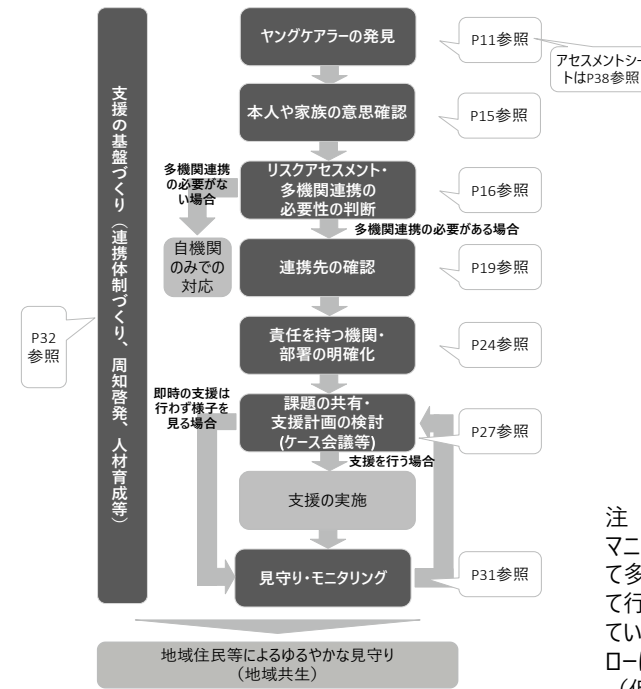 ヤングケアラーの発見
P11参照
アセスメントシー
トはP38参照
本人や家族の意思確認
P15参照
リスクアセスメント・
多機関連携の
必要性の判断
P16参照
多機関連携
の必要がな
い場合
多機関連携の必要がある場合
自機関
のみでの
対応
連携先の確認
P19参照
責任を持つ機関・
部署の明確化
P24参照
即時の支援は
行わず様子を
見る場合
課題の共有・
支援計画の検討
(ケース会議等)
P27参照
支援を行う場合
支援の実施
見守り・モニタリング
P31参照
支援の基盤づくり（連携体制づくり、周知啓発、人材育成等）
P32
参照
地域住民等によるゆるやかな見守り
（地域共生）
注
マニ
て多
て行
てい
ロー